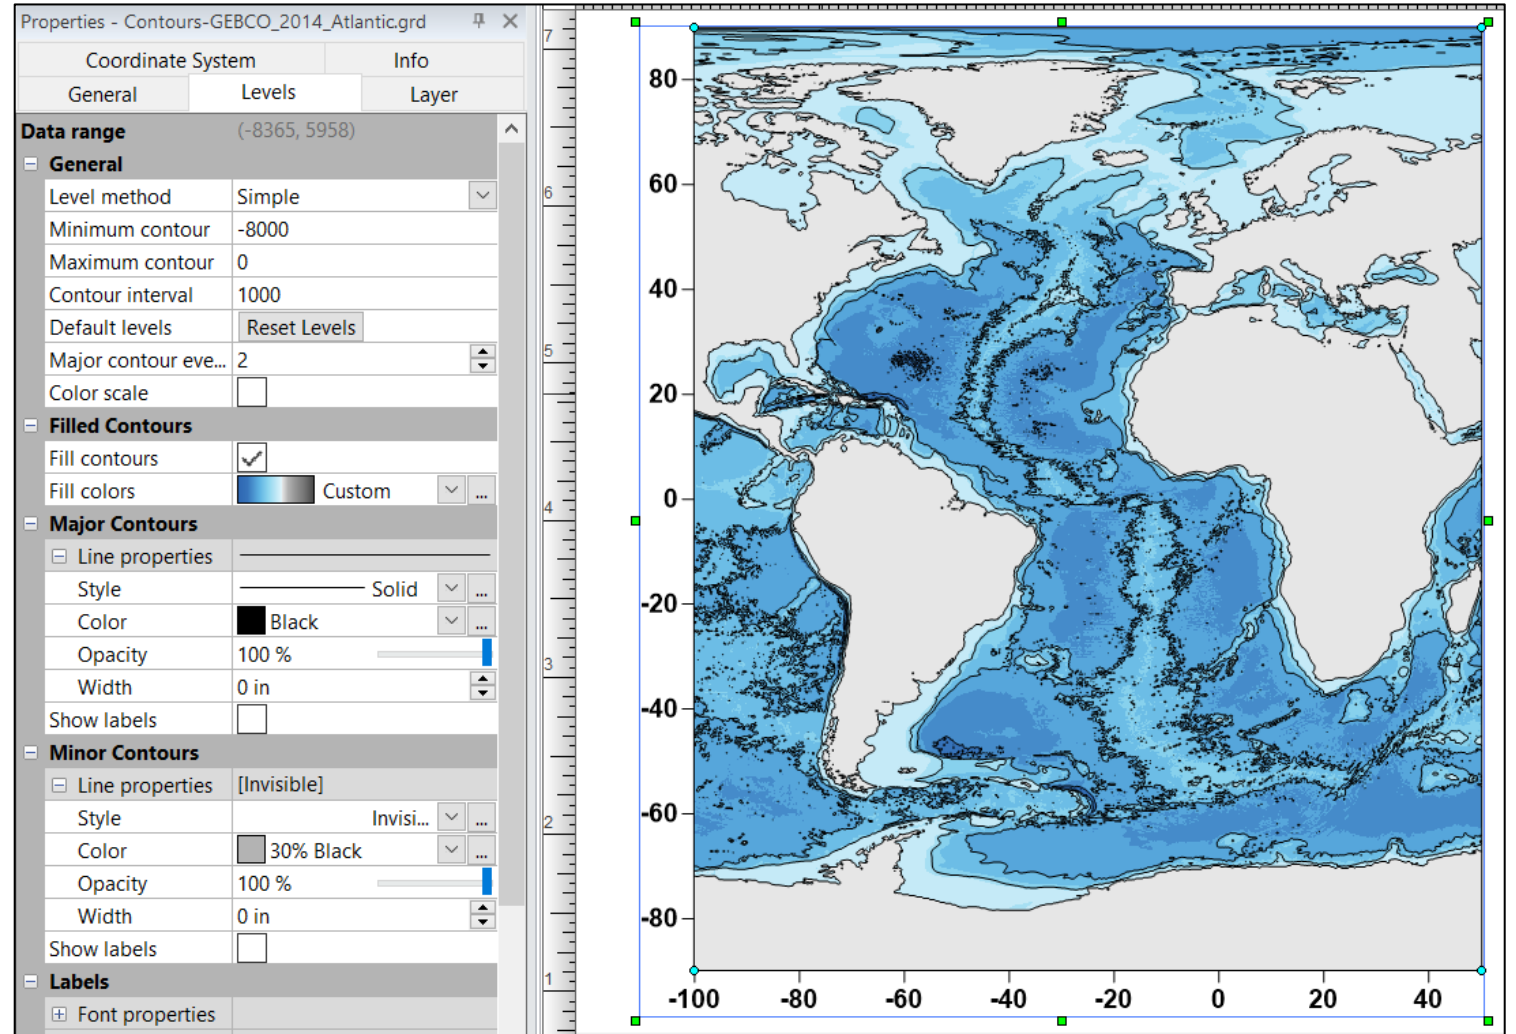 Properties - Contours-GEBCO_2014_Atlantic.grd
Coordinate System Info
General Levels Layer
Data range (-8365, 5958)
General
Level method Simple
Minimum contour -8000
Maximum contour 0
Contour interval 1000
Default levels Reset Levels
Major contour eve... 2
Color scale
Filled Contours
Fill contours
Fill colors Custom ...
Major Contours
Line properties
Style Solid ...
Color Black ...
Opacity 100 %
Width 0 in
Show labels
Minor Contours
Line properties [Invisible]
Style Invisi... ...
Color 30% Black ...
Opacity 100 %
Width 0 in
Show labels
Labels
Font properties
7
6
5
4
3
2
1
80
60
40
20
0
-20
-40
-60
-80
-100 -80 -60 -40 -20 0 20 40